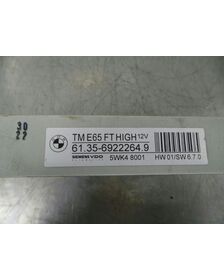 30
22
TM E65 FT HIGH 12V
61.35-6922264.9
SIEMENS VDO
5WK4 8001
HW 01/SW 6.7.0